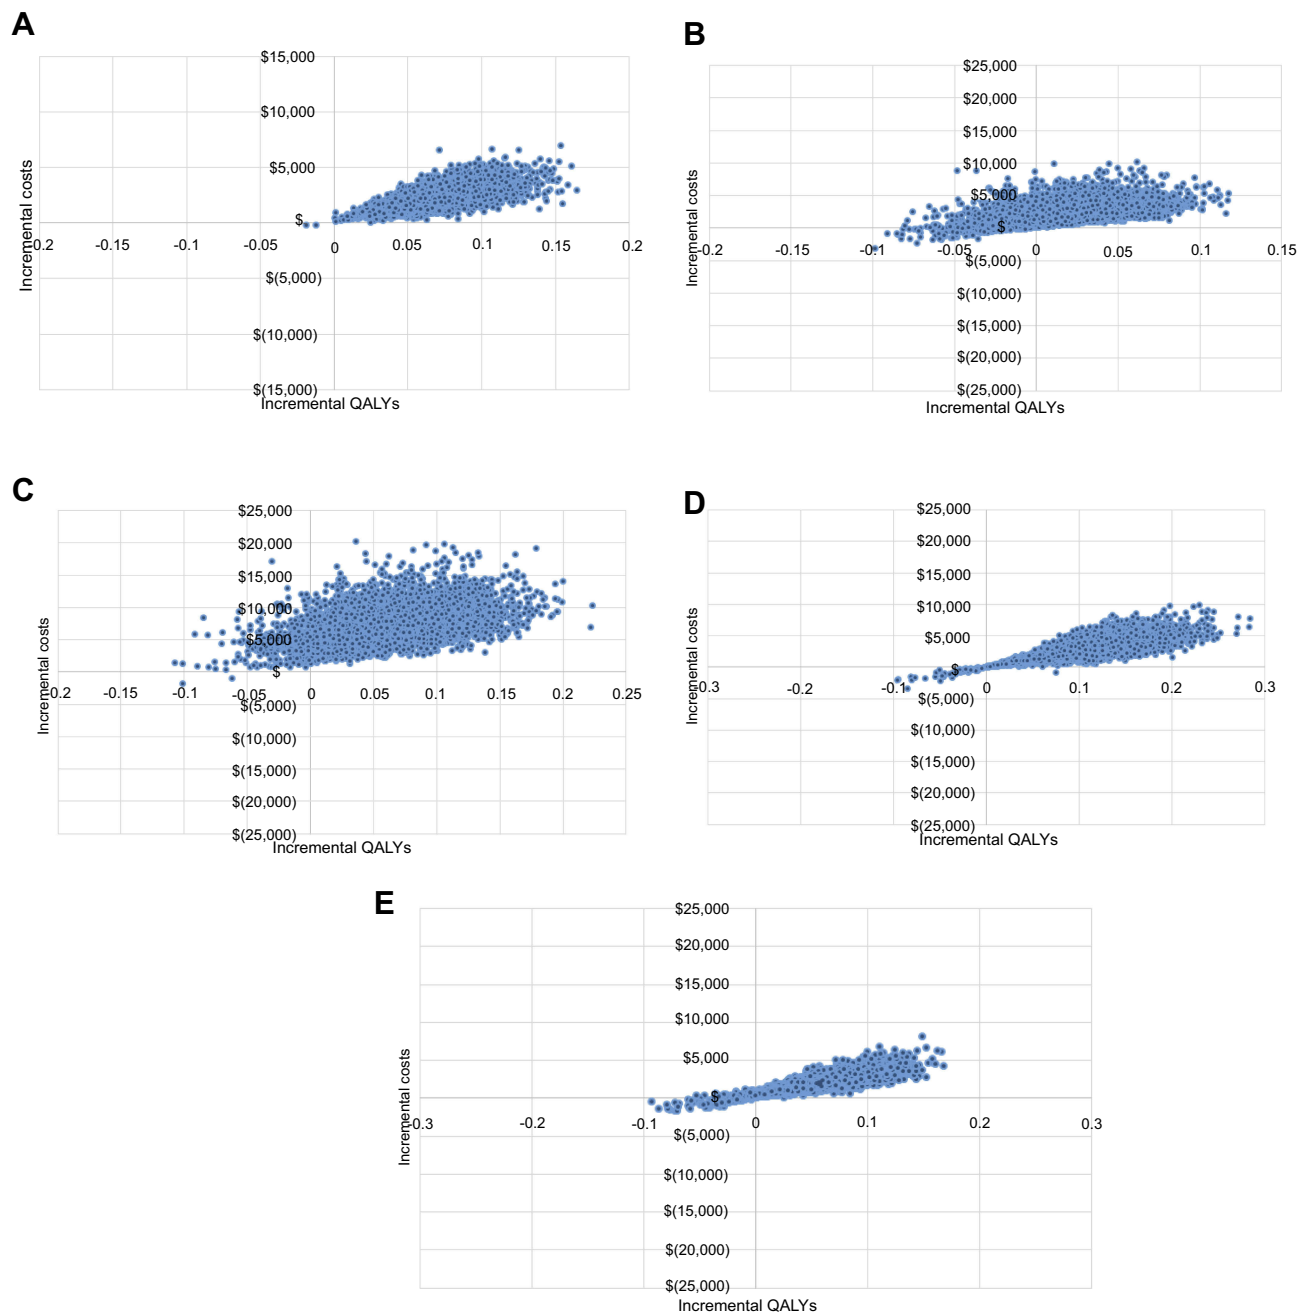 A
$15,000
$10,000
$5,000
$
0.2 -0.15 -0.1 -0.05 0 0.05 0.1 0.15 0.2
$(5,000)
$(10,000)
$(15,000)
Incremental costs
Incremental QALYs
B
$25,000
$20,000
$15,000
$10,000
$5,000
$
-0.2 -0.15 -0.1 -0.05 0 0.05 0.1 0.15
$(5,000)
$(10,000)
$(15,000)
$(20,000)
$(25,000)
Incremental costs
Incremental QALYs
C
$25,000
$20,000
$15,000
$10,000
$5,000
$
0.2 -0.15 -0.1 -0.05 0 0.05 0.1 0.15 0.2 0.25
$(5,000)
$(10,000)
$(15,000)
$(20,000)
$(25,000)
Incremental costs
Incremental QALYs
D
$25,000
$20,000
$15,000
$10,000
$5,000
$
-0.3 -0.2 -0.1 0 0.1 0.2 0.3
$(5,000)
$(10,000)
$(15,000)
$(20,000)
$(25,000)
Incremental costs
Incremental QALYs
E
$25,000
$20,000
$15,000
$10,000
$5,000
$
0.3 -0.2 -0.1 0 0.1 0.2 0.3
$(5,000)
$(10,000)
$(15,000)
$(20,000)
$(25,000)
Incremental costs
Incremental QALYs